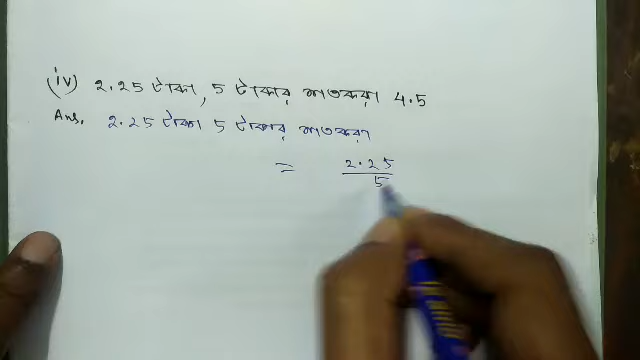 (iv) 2.25 টাকা, 5 টাকার শতকরা 4.5
Ans. 2.25 টাকা 5 টাকার শতকরা
= 2.25
5